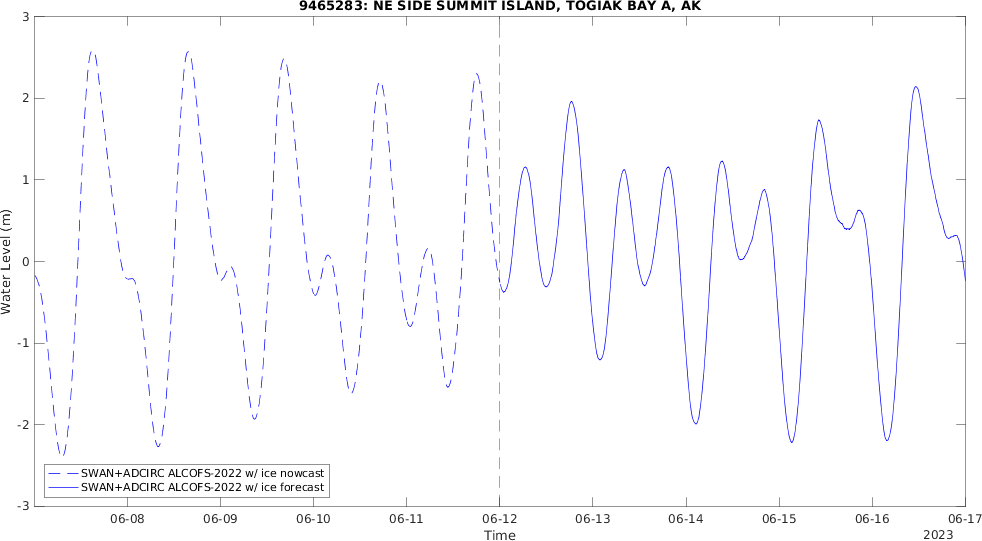 9465283: NE SIDE SUMMIT ISLAND, TOGIAK BAY A, AK
3
2
1
0
-1
-2
-3
Water Level (m)
SWAN+ADCIRC ALCOFS-2022 w/ ice nowcast
SWAN+ADCIRC ALCOFS-2022 w/ ice forecast
06-08 06-09 06-10 06-11 06-12 06-13 06-14 06-15 06-16 06-17
Time
2023